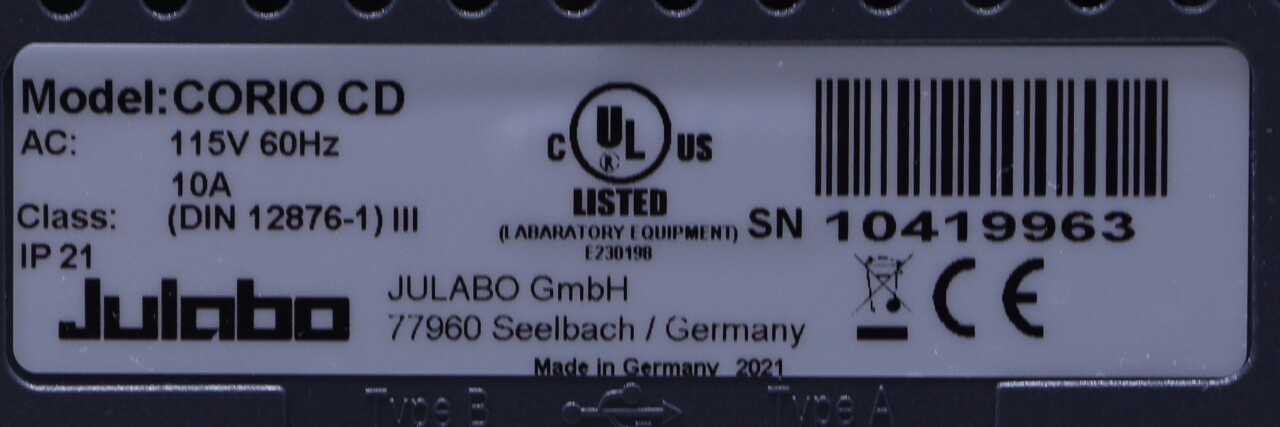 Model:CORIO CD
AC: 115V 60Hz
10A
Class: (DIN 12876-1) III
IP 21
Julabo
C UL US
®
LISTED
(LABARATORY EQUIPMENT)
E230198
SN 10419963
JULABO GmbH
77960 Seelbach / Germany
CE
Made in Germany 2021
Type B Type A